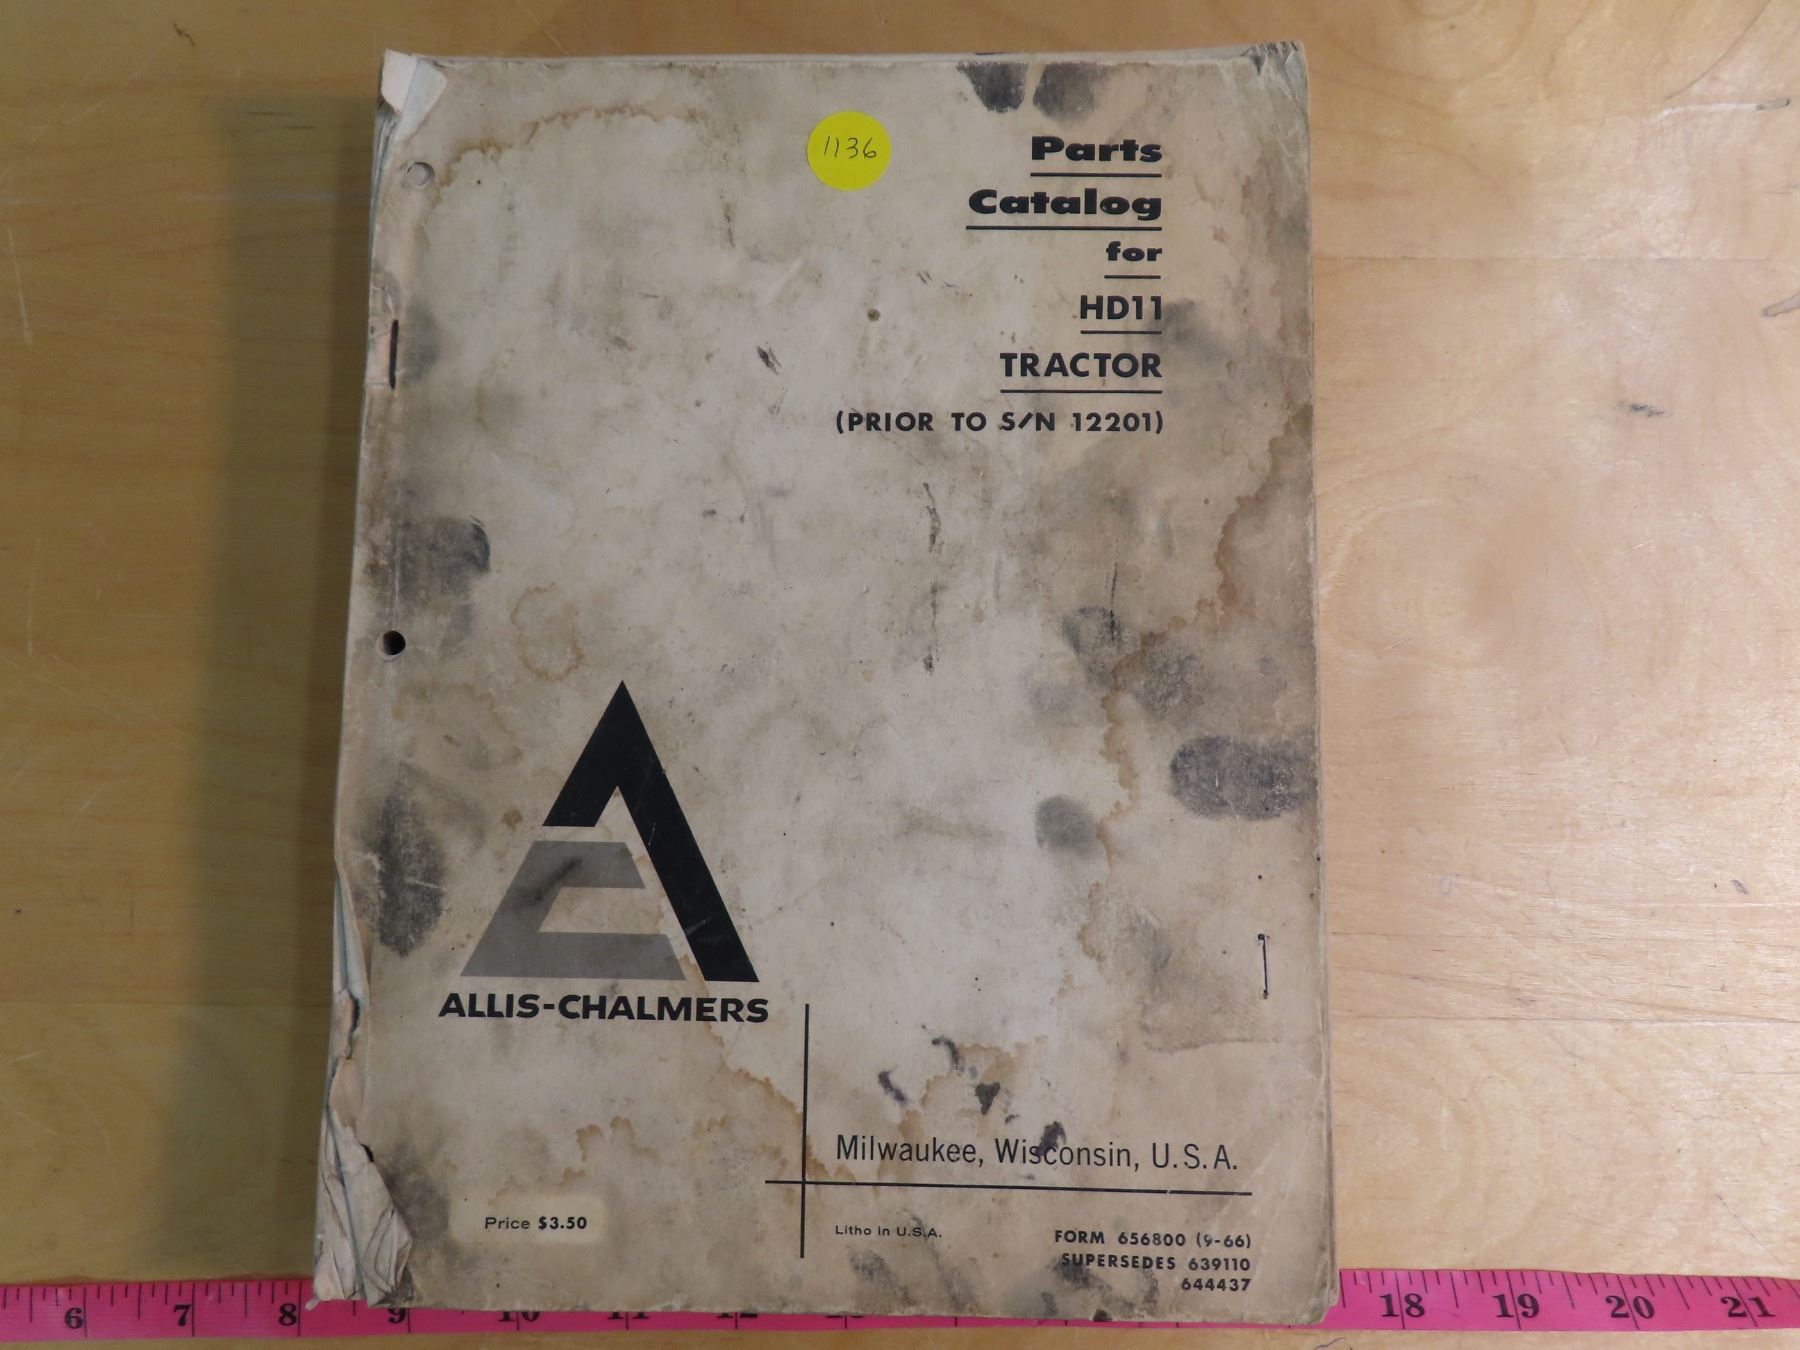 1136
Parts
Catalog
for
HD11
TRACTOR
(PRIOR TO S/N 12201)
ALLIS-CHALMERS
Milwaukee, Wisconsin, U.S.A.
Price $3.50
Litho in U.S.A.
FORM 656800 (9-66)
SUPERSEDES 639110
644437
6 7 8 9 10 11 12 18 19 20 21